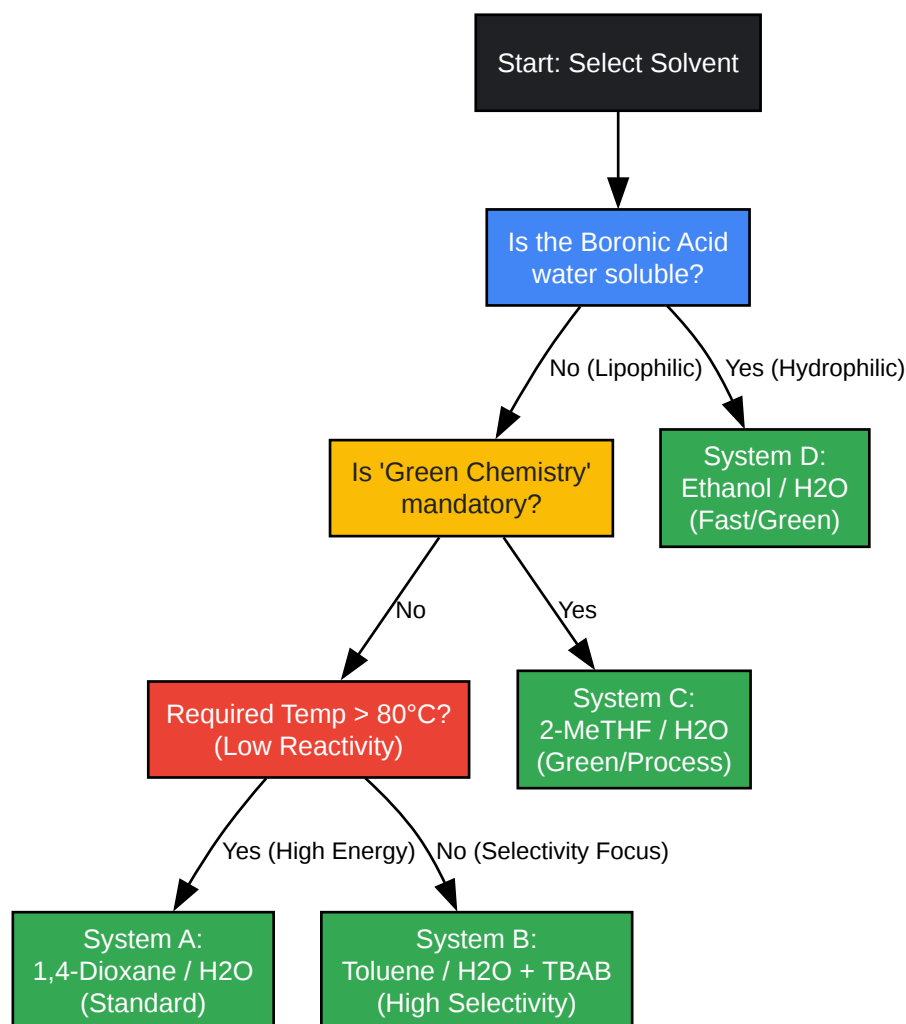 Start: Select Solvent
Is the Boronic Acid
water soluble?
No (Lipophilic)
Yes (Hydrophilic)
Is 'Green Chemistry'
mandatory?
System D:
Ethanol / H2O
(Fast/Green)
No
Yes
Required Temp > 80°C?
(Low Reactivity)
System C:
2-MeTHF / H2O
(Green/Process)
Yes (High Energy)
No (Selectivity Focus)
System A:
1,4-Dioxane / H2O
(Standard)
System B:
Toluene / H2O + TBAB
(High Selectivity)